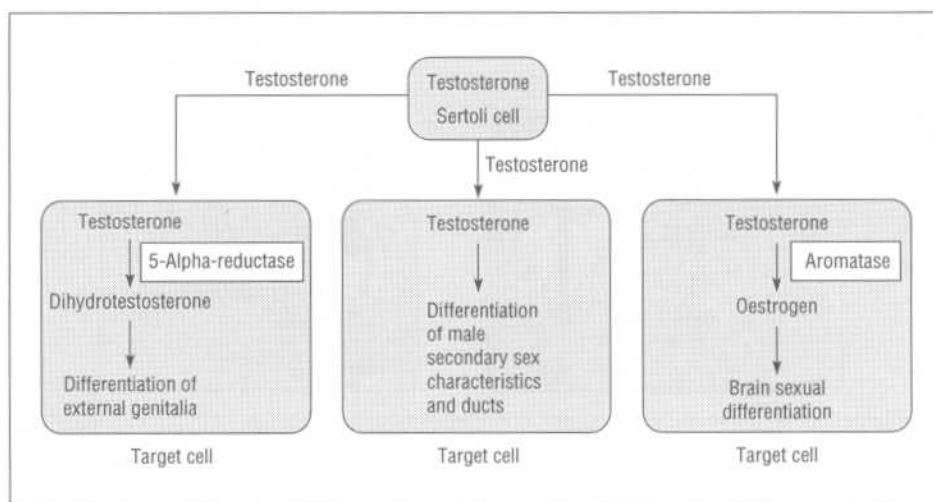 Testosterone
Sertoli cell
Testosterone
Testosterone
Testosterone
Testosterone
5-Alpha-reductase
Dihydrotestosterone
Differentiation of
external genitalia
Target cell
Testosterone
Differentiation
of male
secondary sex
characteristics
and ducts
Target cell
Testosterone
Aromatase
Oestrogen
Brain sexual
differentiation
Target cell